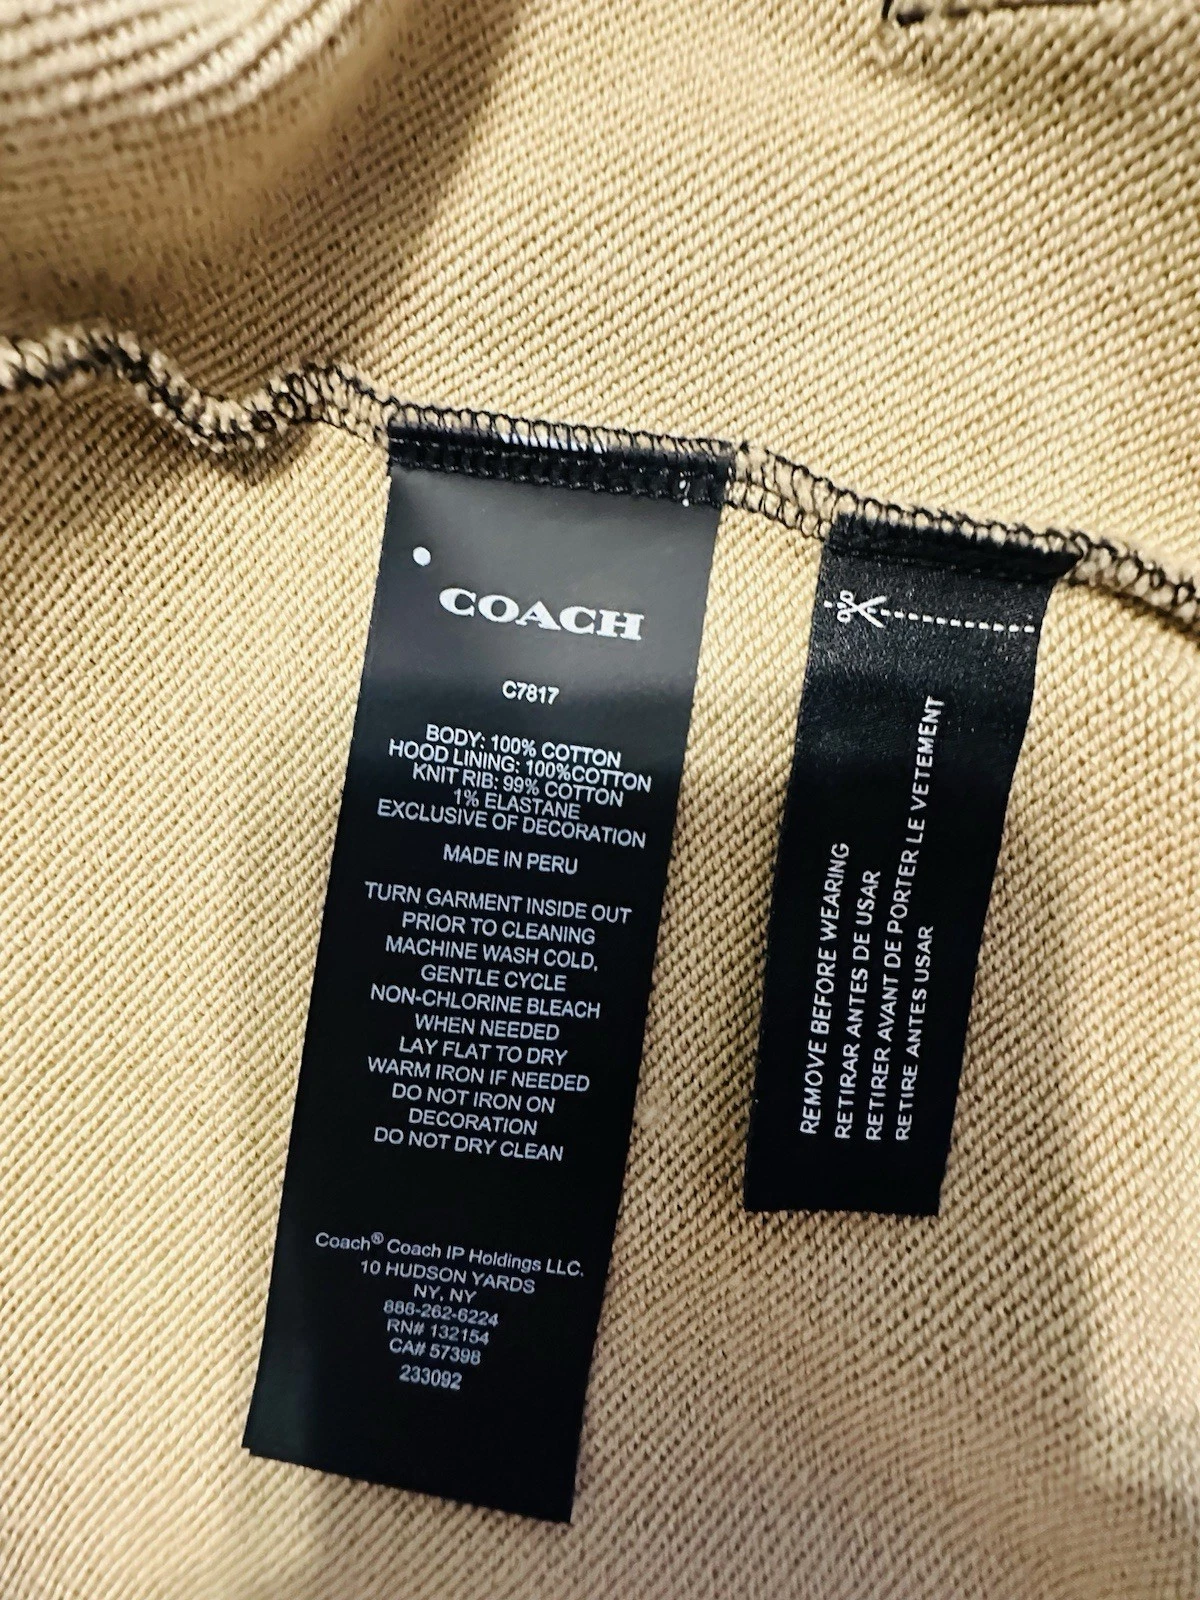 COACH
C7817
BODY: 100% COTTON
HOOD LINING: 100%COTTON
KNIT RIB: 99% COTTON
1% ELASTANE
EXCLUSIVE OF DECORATION
MADE IN PERU
TURN GARMENT INSIDE OUT
PRIOR TO CLEANING
MACHINE WASH COLD,
GENTLE CYCLE
NON-CHLORINE BLEACH
WHEN NEEDED
LAY FLAT TO DRY
WARM IRON IF NEEDED
DO NOT IRON ON
DECORATION
DO NOT DRY CLEAN
Coach® Coach IP Holdings LLC.
10 HUDSON YARDS
NY, NY
888-262-6224
RN# 132154
CA# 57398
233092
REMOVE BEFORE WEARING
RETIRAR ANTES DE USAR
RETIRER AVANT DE PORTER LE VETEMENT
RETIRE ANTES USAR